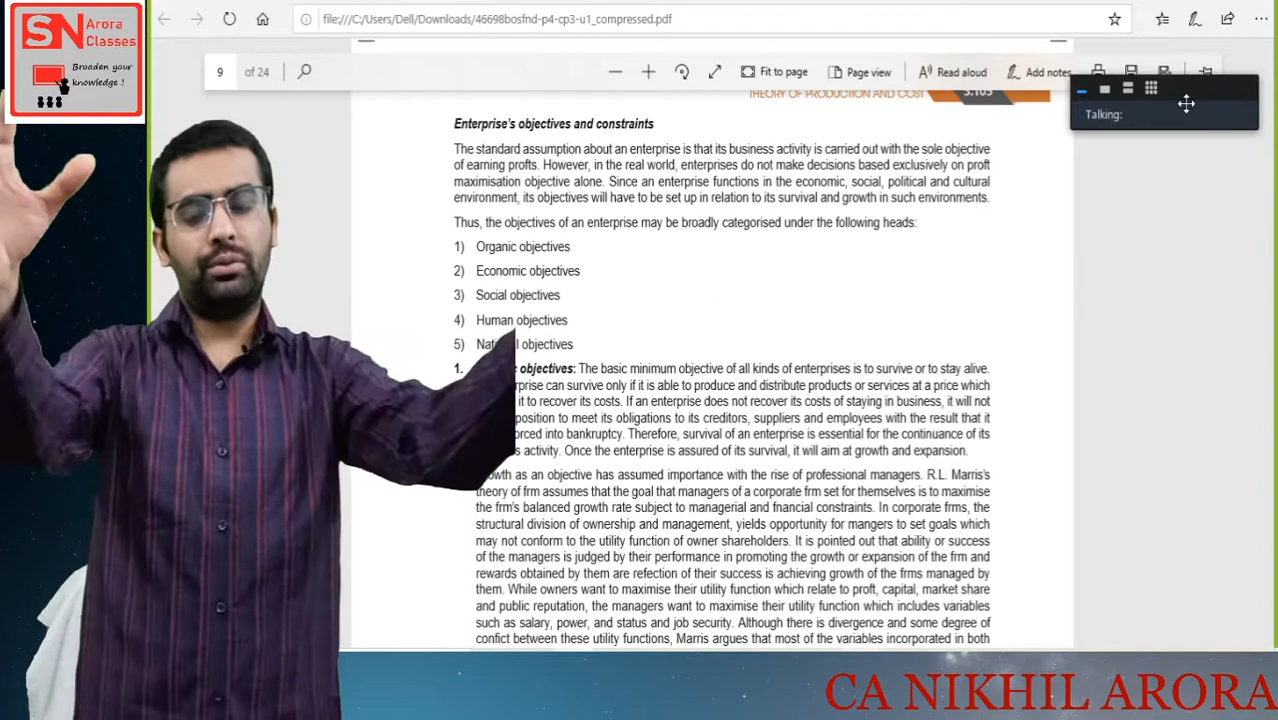 SN Arora Classes
Broaden your knowledge !
file:///C:/Users/Dell/Downloads/46698bosfnd-p4-cp3-u1_compressed.pdf
9 of 24 Fit to page Page view Read aloud Add notes
THEORY OF PRODUCTION AND COST 3.105
Talking:
Enterprise's objectives and constraints
The standard assumption about an enterprise is that its business activity is carried out with the sole objective
of earning profts. However, in the real world, enterprises do not make decisions based exclusively on proft
maximisation objective alone. Since an enterprise functions in the economic, social, political and cultural
environment, its objectives will have to be set up in relation to its survival and growth in such environments.
Thus, the objectives of an enterprise may be broadly categorised under the following heads:
1) Organic objectives
2) Economic objectives
3) Social objectives
4) Human objectives
5) objectives
1. objectives: The basic minimum objective of all kinds of enterprises is to survive or to stay alive.
can survive only if it is able to produce and distribute products or services at a price which
it to recover its costs. If an enterprise does not recover its costs of staying in business, it will not
position to meet its obligations to its creditors, suppliers and employees with the result that it
into bankruptcy. Therefore, survival of an enterprise is essential for the continuance of its
activity. Once the enterprise is assured of its survival, it will aim at growth and expansion.
as an objective has assumed importance with the rise of professional managers. R.L. Marris's
theory of frm assumes that the goal that managers of a corporate frm set for themselves is to maximise
the frm's balanced growth rate subject to managerial and fnancial constraints. In corporate frms, the
structural division of ownership and management, yields opportunity for mangers to set goals which
may not conform to the utility function of owner shareholders. It is pointed out that ability or success
of the managers is judged by their performance in promoting the growth or expansion of the frm and
rewards obtained by them are refection of their success is achieving growth of the frms managed by
them. While owners want to maximise their utility function which relate to proft, capital, market share
and public reputation, the managers want to maximise their utility function which includes variables
such as salary, power, and status and job security. Although there is divergence and some degree of
confict between these utility functions, Marris argues that most of the variables incorporated in both
CA NIKHIL ARORA